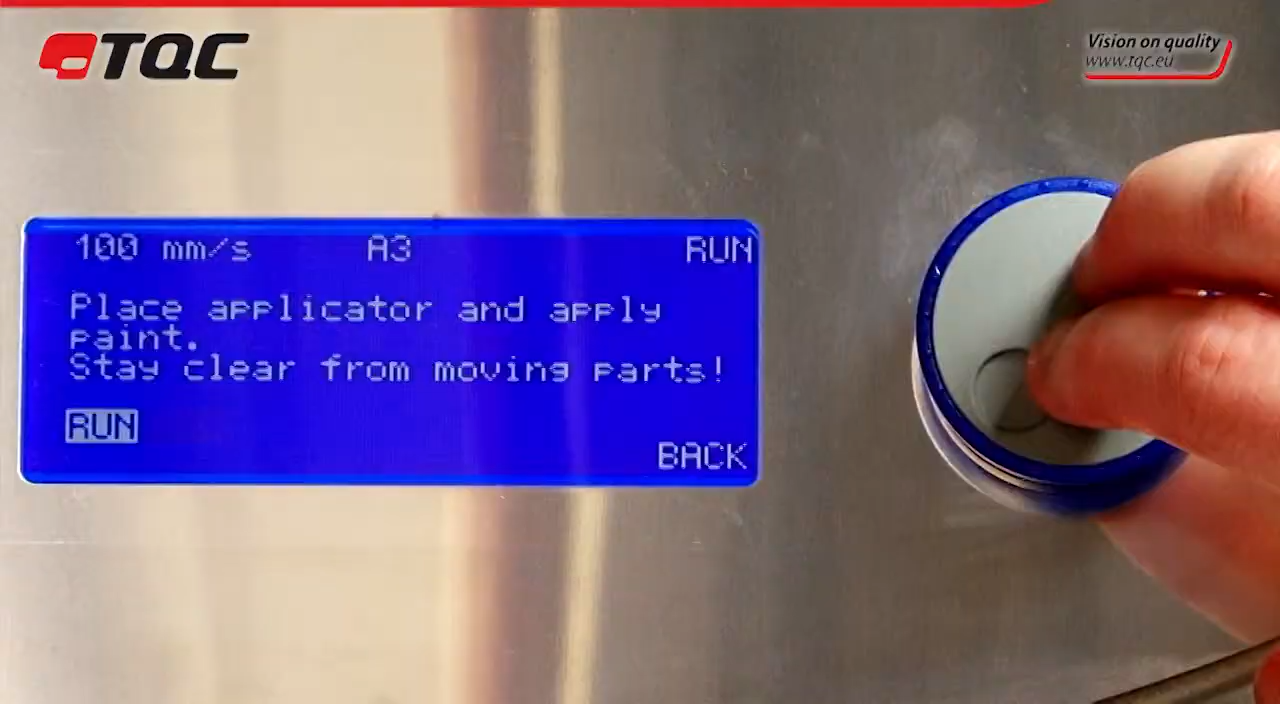 TQC
Vision on quality
www.tqc.eu
100 mm/s A3 RUN
Place applicator and apply
paint.
Stay clear from moving parts!
RUN
BACK